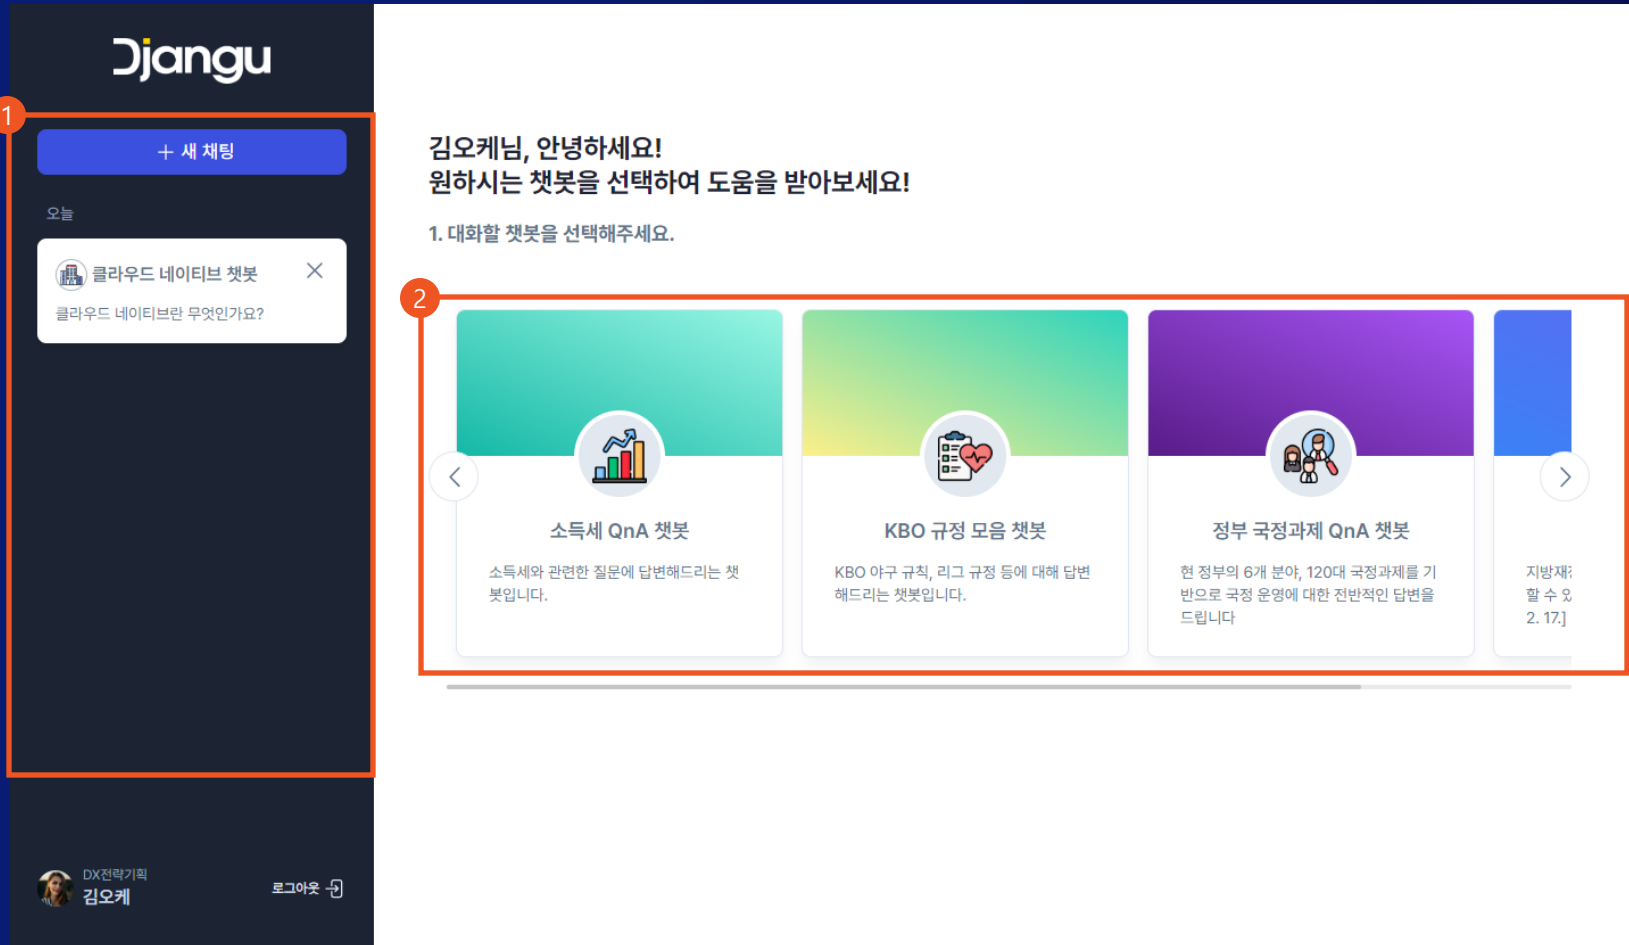 Djangu
1
+ 새 채팅
오늘
클라우드 네이티브 챗봇
클라우드 네이티브란 무엇인가요?
DX전략기획
김오케
로그아웃
김오케님, 안녕하세요!
원하시는 챗봇을 선택하여 도움을 받아보세요!
1. 대화할 챗봇을 선택해주세요.
2
소득세 QnA 챗봇
소득세와 관련한 질문에 답변해드리는 챗
봇입니다.
KBO 규정 모음 챗봇
KBO 야구 규칙, 리그 규정 등에 대해 답변
해드리는 챗봇입니다.
정부 국정과제 QnA 챗봇
현 정부의 6개 분야, 120대 국정과제를 기
반으로 국정 운영에 대한 전반적인 답변을
드립니다
지방재
할 수 있
2. 17.]